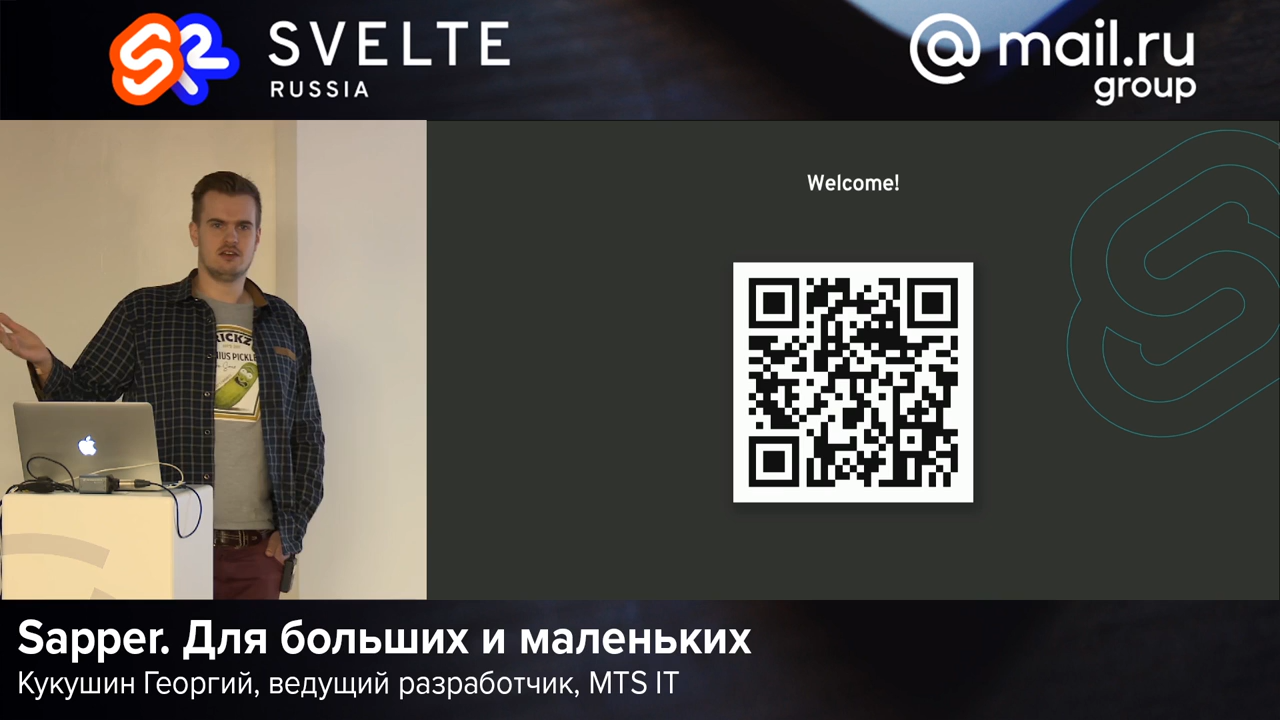 SVELTE
RUSSIA
@mail.ru
group
Welcome!
Sapper. Для больших и маленьких
Кукушин Георгий, ведущий разработчик, MTS IT